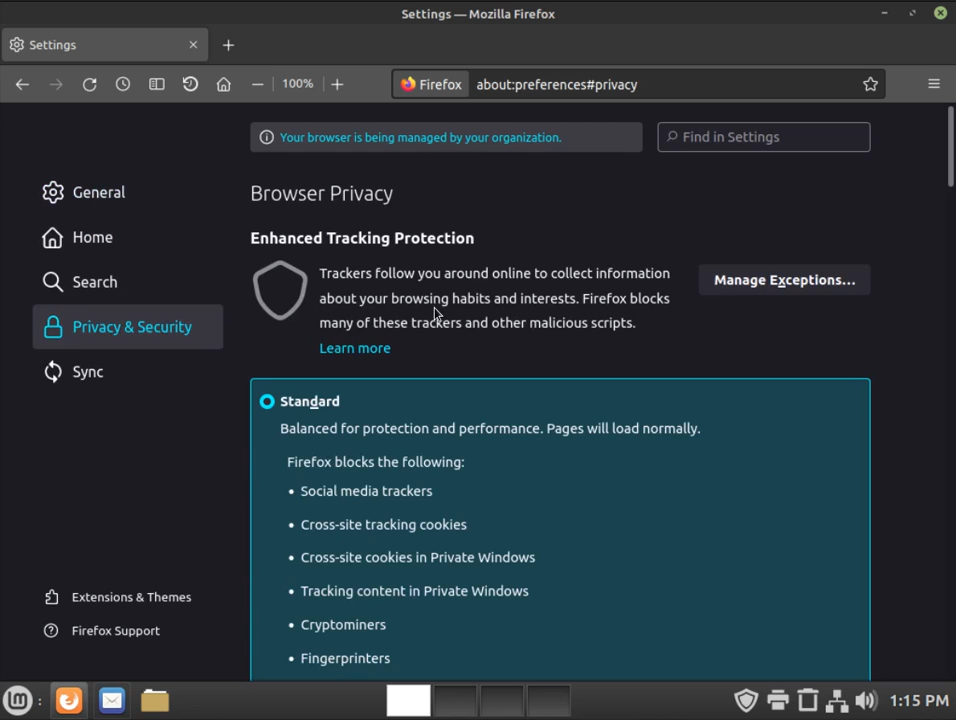 Settings — Mozilla Firefox
Settings
100%
Firefox about:preferences#privacy
Your browser is being managed by your organization.
Find in Settings
General
Home
Search
Privacy & Security
Sync
Extensions & Themes
Firefox Support
Browser Privacy
Enhanced Tracking Protection
Trackers follow you around online to collect information
about your browsing habits and interests. Firefox blocks
many of these trackers and other malicious scripts.
Learn more
Manage Exceptions...
Standard
Balanced for protection and performance. Pages will load normally.
Firefox blocks the following:
• Social media trackers
• Cross-site tracking cookies
• Cross-site cookies in Private Windows
• Tracking content in Private Windows
• Cryptominers
• Fingerprinters
1:15 PM